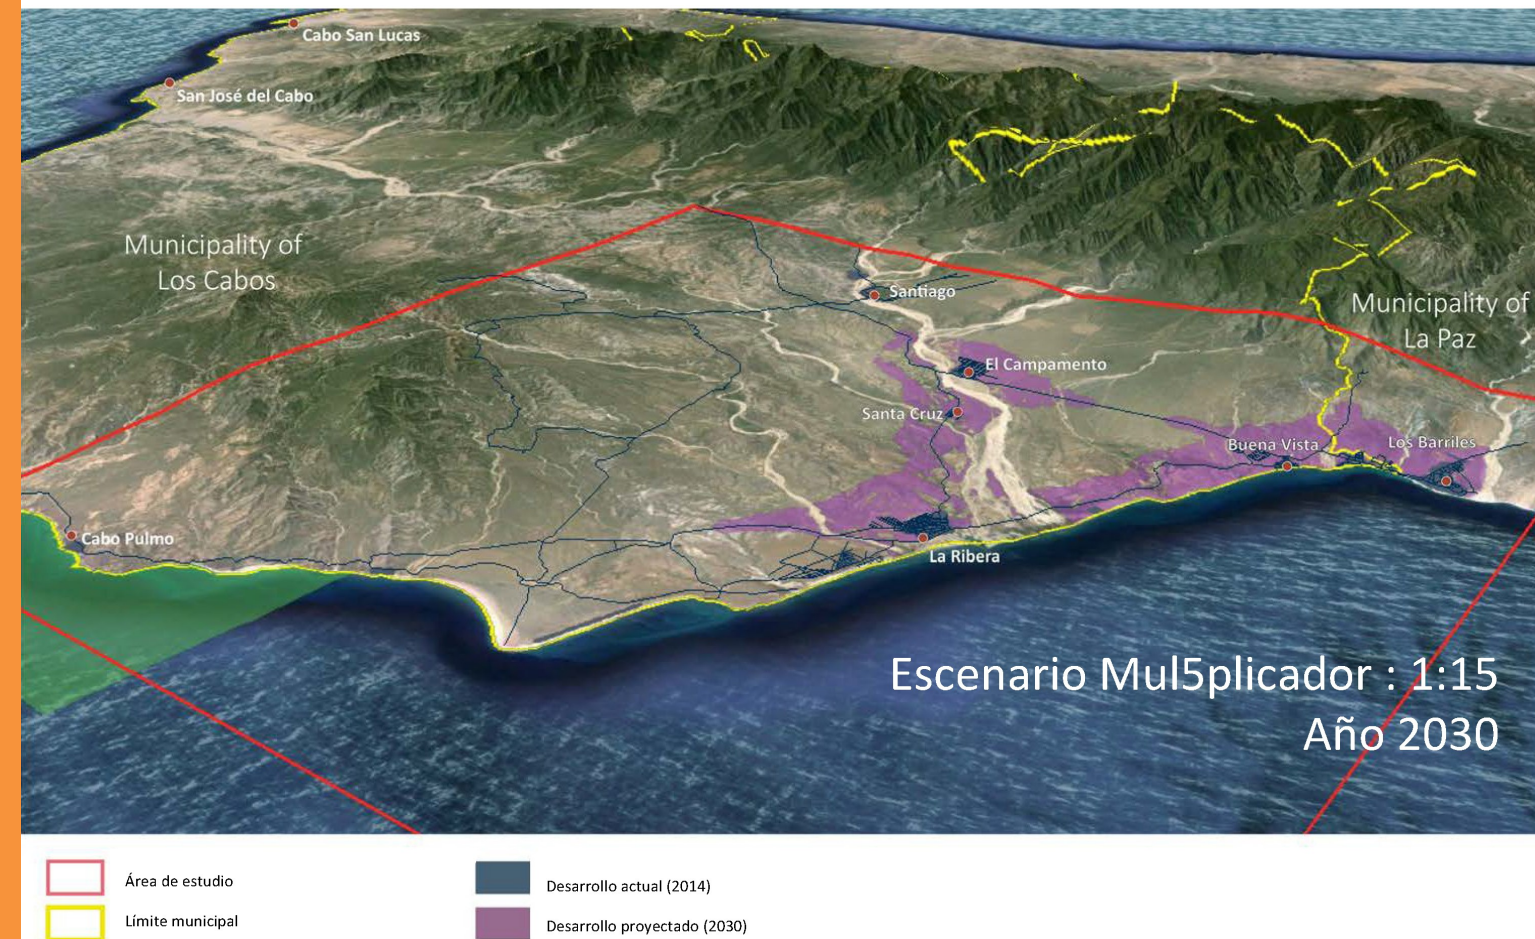 Cabo San Lucas
San José del Cabo
Municipality of
Los Cabos
Santiago
Municipality of
La Paz
El Campamento
Santa Cruz
Buena Vista
Los Barriles
Cabo Pulmo
La Ribera
Escenario Mul5plicador : 1:15
Año 2030
Área de estudio
Desarrollo actual (2014)
Límite municipal
Desarrollo proyectado (2030)